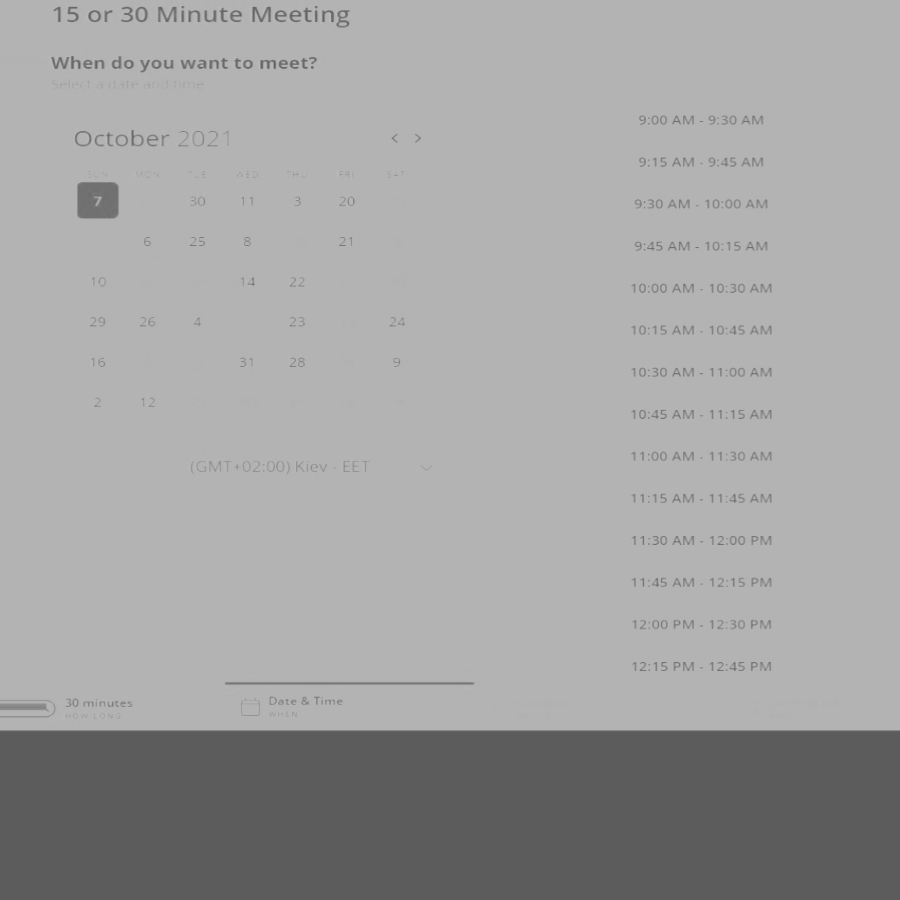 15 or 30 Minute Meeting
When do you want to meet?
Select a date and time
October 2021
< >
SUN MON TUE WED THU FRI SAT
7 30 11 3 20
6 25 8 21
10 14 22
29 26 4 23 24
16 31 28 9
2 12
(GMT+02:00) Kiev - EET
9:00 AM - 9:30 AM
9:15 AM - 9:45 AM
9:30 AM - 10:00 AM
9:45 AM - 10:15 AM
10:00 AM - 10:30 AM
10:15 AM - 10:45 AM
10:30 AM - 11:00 AM
10:45 AM - 11:15 AM
11:00 AM - 11:30 AM
11:15 AM - 11:45 AM
11:30 AM - 12:00 PM
11:45 AM - 12:15 PM
12:00 PM - 12:30 PM
12:15 PM - 12:45 PM
30 minutes
HOW LONG
Date & Time
WHEN